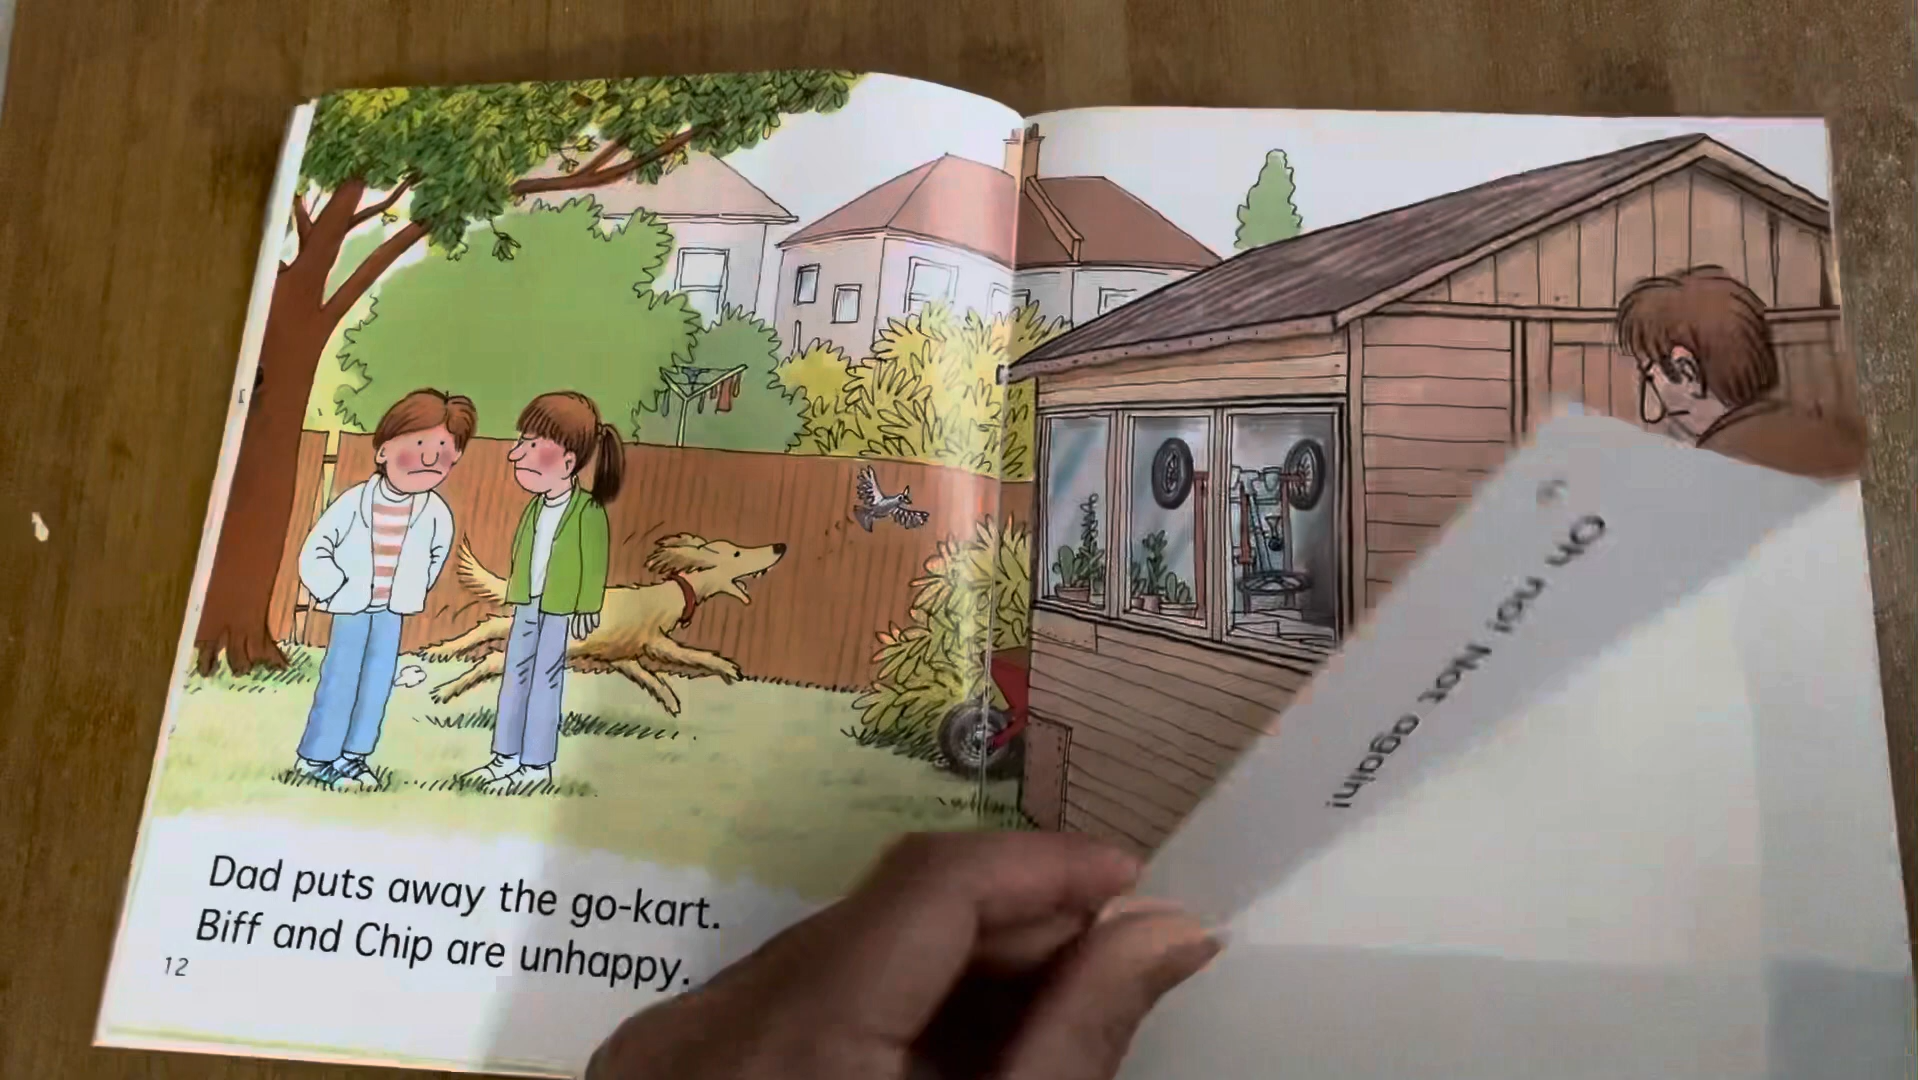 Dad puts away the go-kart.
Biff and Chip are unhappy.
12
Oh no! Not again!